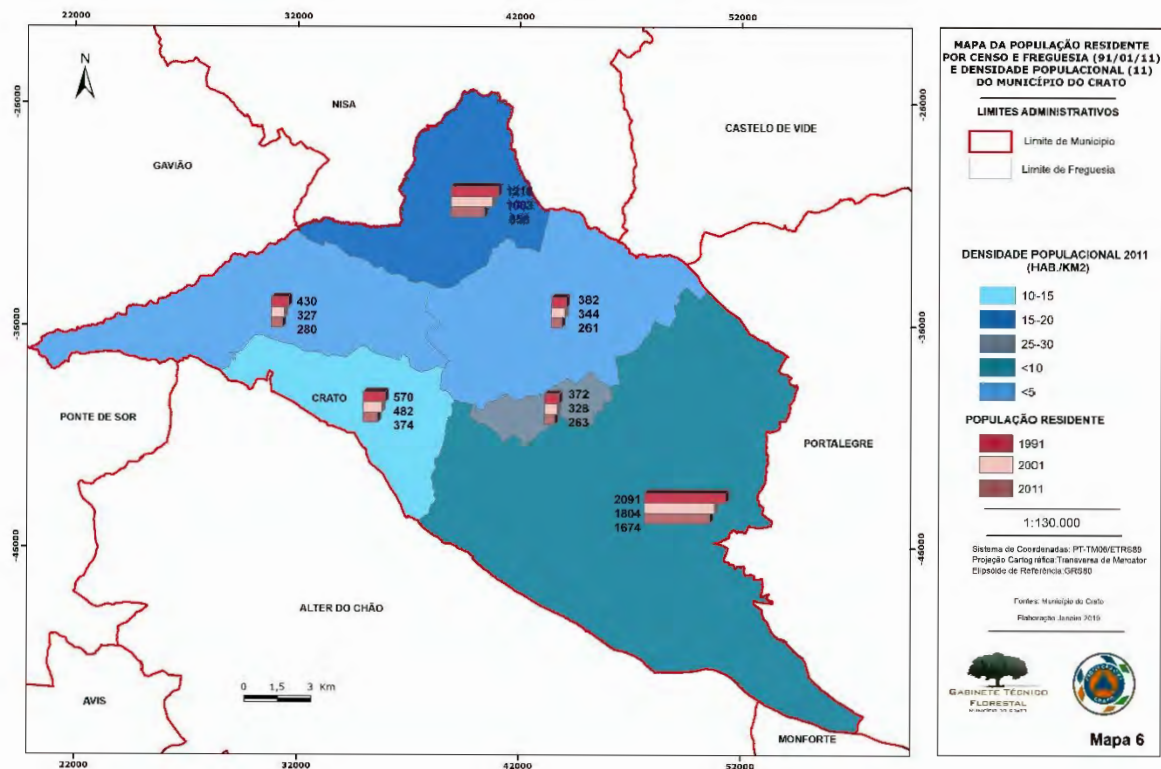 22000 32000 42000 52000
N
-26000 -26000
NISA
CASTELO DE VIDE
GAVIÃO
1083
-36000 -36000
430
327
280
382
344
261
CRATO
570
482
374
372
328
263
PONTE DE SOR
PORTALEGRE
2091
1804
1674
-46000 -46000
ALTER DO CHÃO
0 1,5 3 Km
AVIS
MONFORTE
22000 32000 42000 52000
MAPA DA POPULAÇÃO RESIDENTE
POR CENSO E FREGUESIA (91/01/11)
E DENSIDADE POPULACIONAL (11)
DO MUNICÍPIO DO CRATO
LIMITES ADMINISTRATIVOS
Limite de Município
Limite de Freguesia
DENSIDADE POPULACIONAL 2011
(HAB./KM2)
10-15
15-20
25-30
<10
<5
POPULAÇÃO RESIDENTE
1991
2001
2011
1:130.000
Sistema de Coordenadas: PT-TM06/ETRS89
Projeção Cartográfica: Transversa de Mercator
Elipsóide de Referência: GRS80
Fontes: Município do Crato
Elaboração Janeiro 2019
GABINETE TÉCNICO
FLORESTAL
Mapa 6